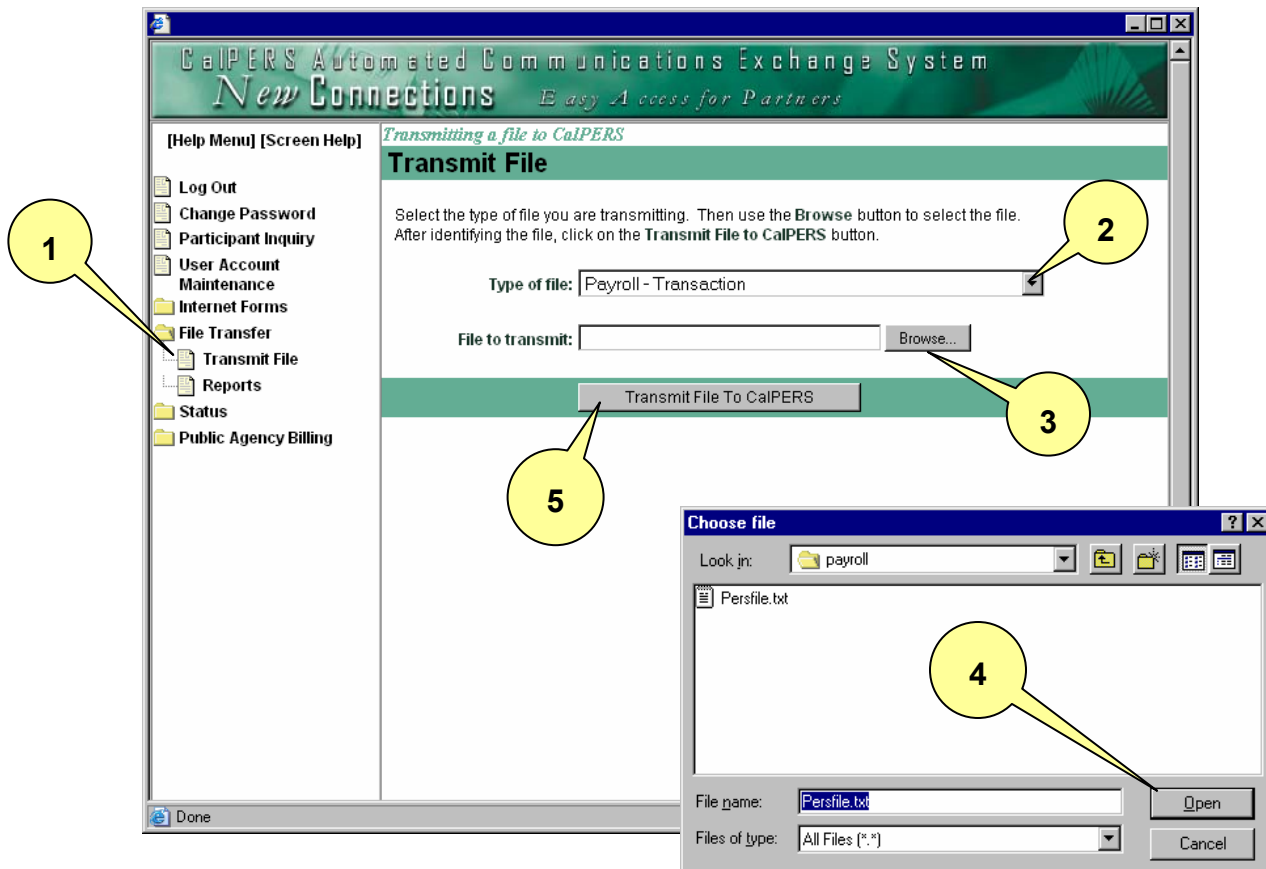 CalPERS Automated Communications Exchange System
New Connections Easy Access for Partners
[Help Menu] [Screen Help]
Log Out
Change Password
Participant Inquiry
User Account
Maintenance
Internet Forms
File Transfer
Transmit File
Reports
Status
Public Agency Billing
1
Transmitting a file to CalPERS
Transmit File
Select the type of file you are transmitting. Then use the Browse button to select the file.
After identifying the file, click on the Transmit File to CalPERS button.
2
Type of file: Payroll - Transaction
File to transmit: Browse...
3
Transmit File To CalPERS
5
Done
Choose file
Look in: payroll
Persfile.txt
4
File name: Persfile.txt Open
Files of type: All Files (*.*) Cancel